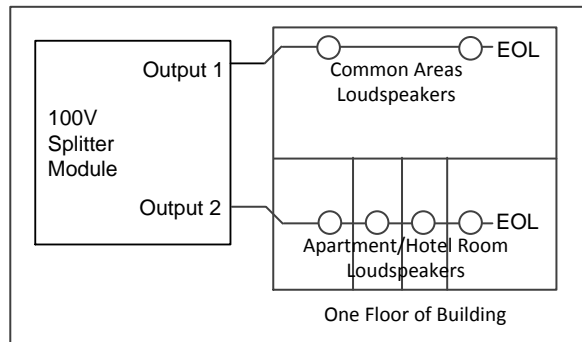 Output 1
EOL
Common Areas
Loudspeakers
100V
Splitter
Module
Output 2
EOL
Apartment/Hotel Room
Loudspeakers
One Floor of Building